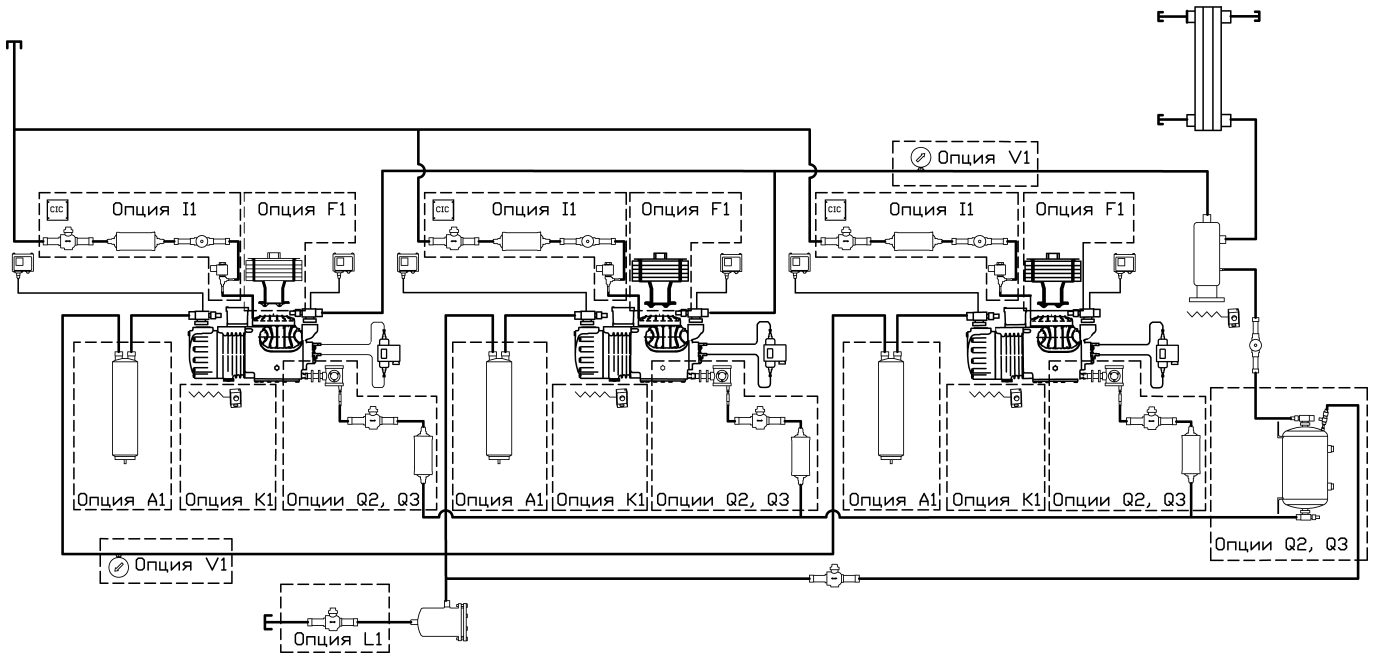 Опция V1
CIC
Опция I1
Опция F1
CIC
Опция I1
Опция F1
CIC
Опция I1
Опция F1
Опция A1
Опция K1
Опции Q2, Q3
Опция A1
Опция K1
Опции Q2, Q3
Опция A1
Опция K1
Опции Q2, Q3
Опции Q2, Q3
Опция V1
Опция L1